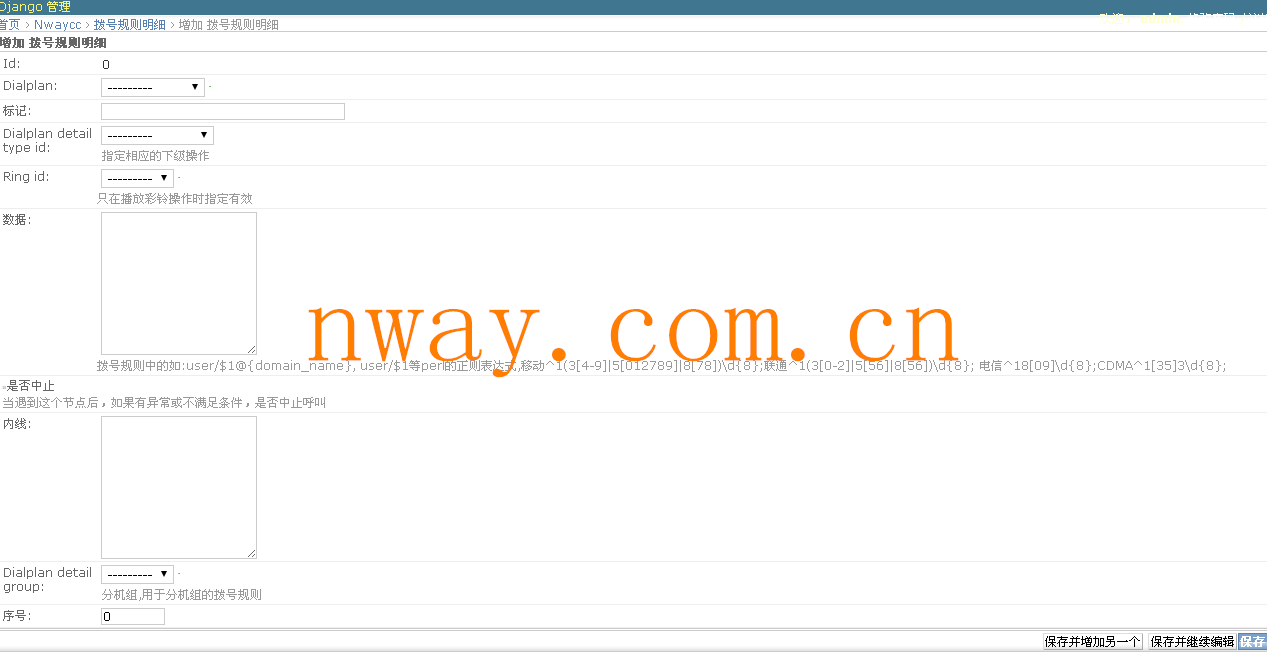 Django 管理
首页 › Nwaycc › 拨号规则明细 › 增加 拨号规则明细
增加 拨号规则明细
Id: 0
Dialplan: ---------
标记:
Dialplan detail type id: ---------
指定相应的下级操作
Ring id: ---------
只在播放彩铃操作时指定有效
数据:
nway.com.cn
拨号规则中的如:user/$1@{domain_name}, user/$1等perl的正则表达式,移动^1(3[4-9]|5[012789]|8[78])\d{8};联通^1(3[0-2]|5[56]|8[56])\d{8}; 电信^18[09]\d{8};CDMA^1[35]3\d{8};
是否中止
当遇到这个节点后，如果有异常或不满足条件，是否中止呼叫
内线:
Dialplan detail group: ---------
分机组,用于分机组的拨号规则
序号: 0
保存并增加另一个 保存并继续编辑 保存